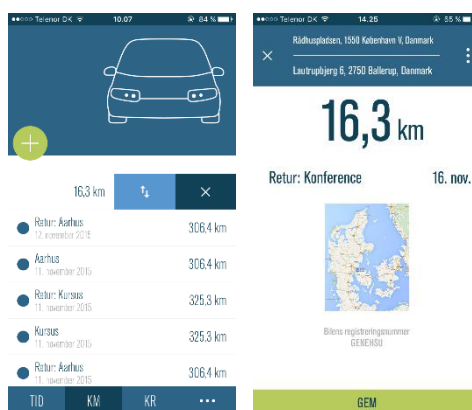 Telenor DK
10.07
84 %
16,3 km
Retur: Aarhus
306,4 km
12. november 2015
Aarhus
306,4 km
11. november 2015
Retur: Kursus
325,3 km
11. november 2015
Kursus
325,3 km
11. november 2015
Retur: Aarhus
306,4 km
11. november 2015
TID KM KR
Telenor DK
14.25
55 %
Rådhuspladsen, 1550 København V, Danmark
Lautrupbjerg 6, 2750 Ballerup, Danmark
16,3 km
Retur: Konference
16. nov.
Bilens registreringsnummer
GENEHSU
GEM